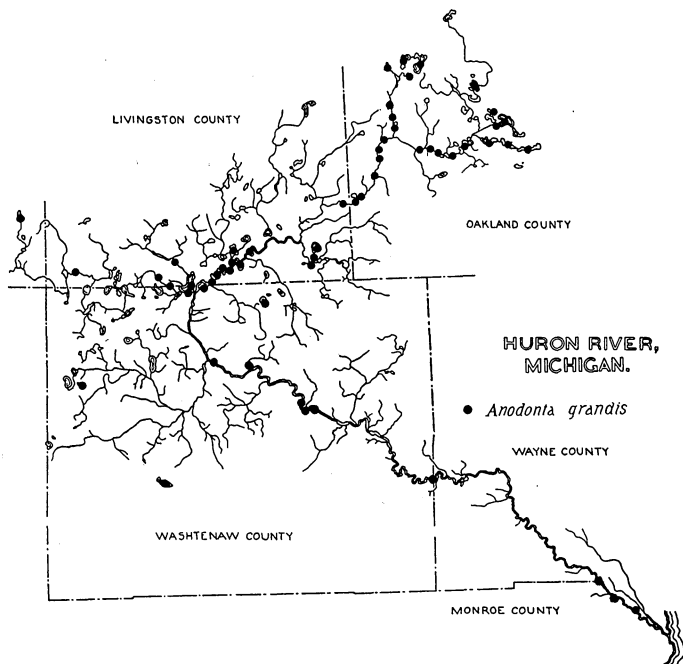 LIVINGSTON COUNTY
OAKLAND COUNTY
HURON RIVER,
MICHIGAN.
Anodonta grandis
WAYNE COUNTY
WASHTENAW COUNTY
MONROE COUNTY